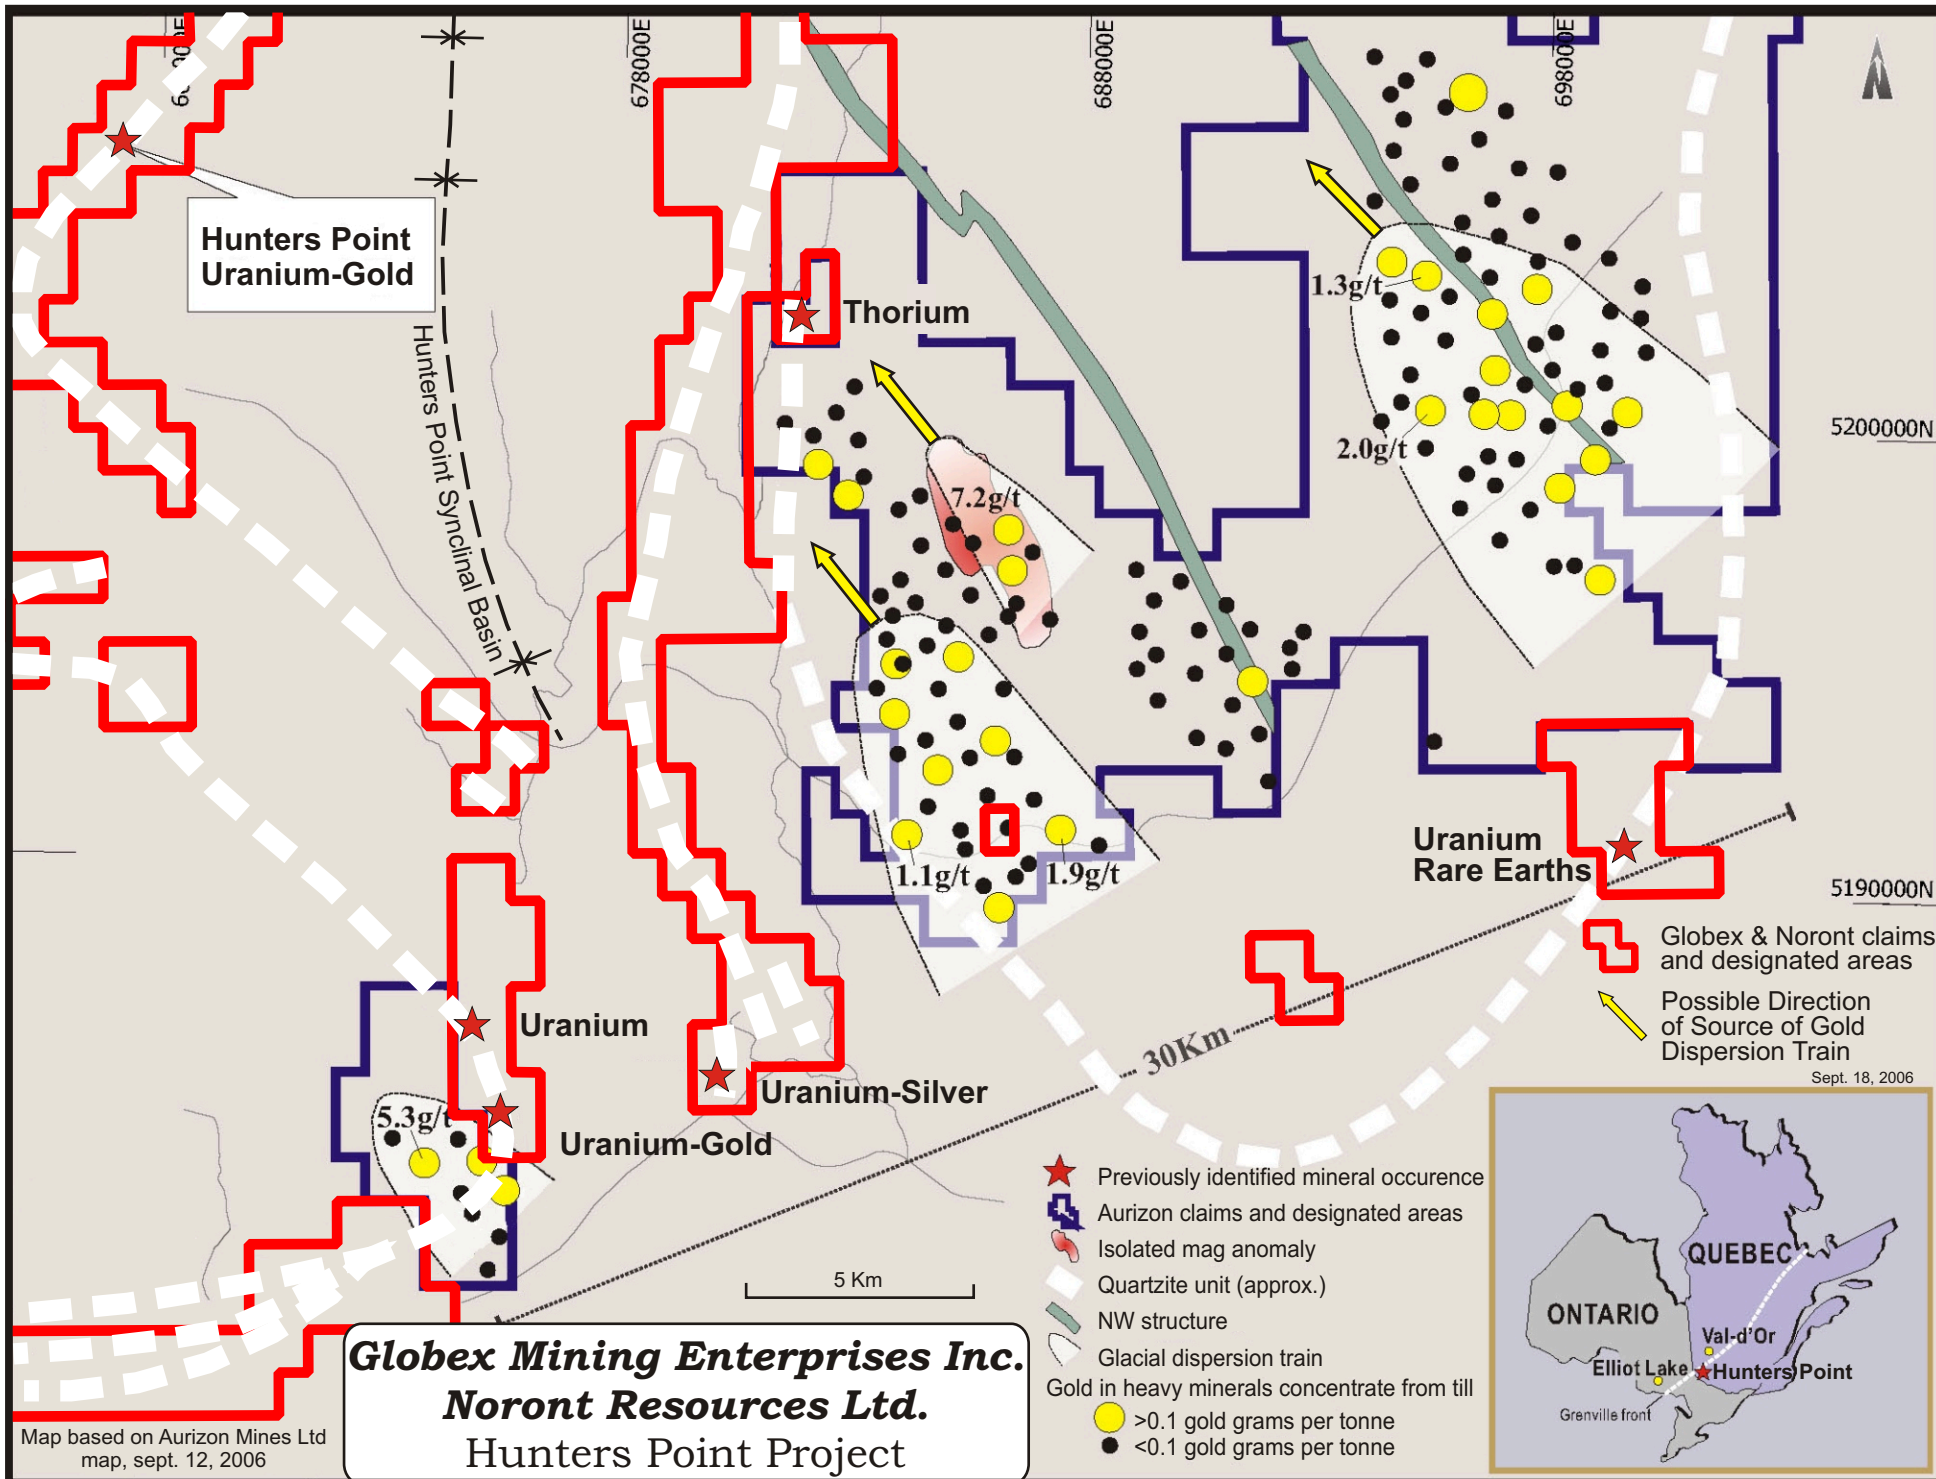 678000E
688000E
698000E
Hunters Point
Uranium-Gold
Hunters Point Synclinal Basin
Thorium
1.3g/t
2.0g/t
5200000N
7.2g/t
1.1g/t
1.9g/t
Uranium
Rare Earths
5190000N
Globex & Noront claims
and designated areas
Possible Direction
of Source of Gold
Dispersion Train
Sept. 18, 2006
30Km
Uranium
Uranium-Silver
5.3g/t
Uranium-Gold
Previously identified mineral occurence
Aurizon claims and designated areas
Isolated mag anomaly
Quartzite unit (approx.)
NW structure
Glacial dispersion train
Gold in heavy minerals concentrate from till
>0.1 gold grams per tonne
<0.1 gold grams per tonne
5 Km
Globex Mining Enterprises Inc.
Noront Resources Ltd.
Hunters Point Project
Map based on Aurizon Mines Ltd
map, sept. 12, 2006
QUEBEC
ONTARIO
Val-d'Or
Elliot Lake
Hunters Point
Grenville front